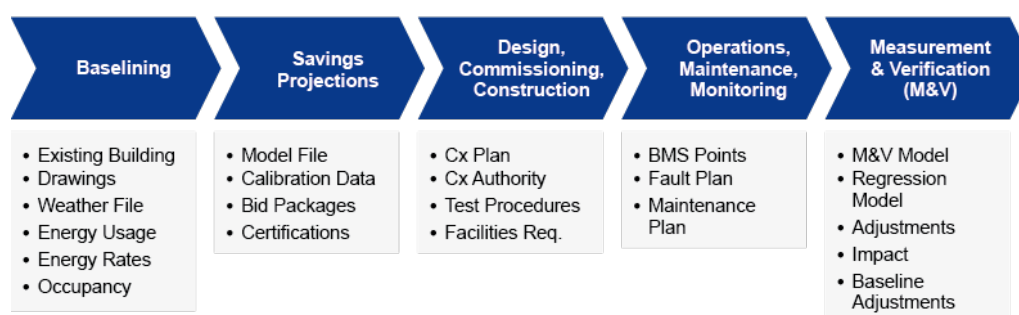 Baselining
Savings
Projections
Design,
Commissioning,
Construction
Operations,
Maintenance,
Monitoring
Measurement
& Verification
(M&V)
• Existing Building
• Drawings
• Weather File
• Energy Usage
• Energy Rates
• Occupancy
• Model File
• Calibration Data
• Bid Packages
• Certifications
• Cx Plan
• Cx Authority
• Test Procedures
• Facilities Req.
• BMS Points
• Fault Plan
• Maintenance
Plan
• M&V Model
• Regression
Model
• Adjustments
• Impact
• Baseline
Adjustments